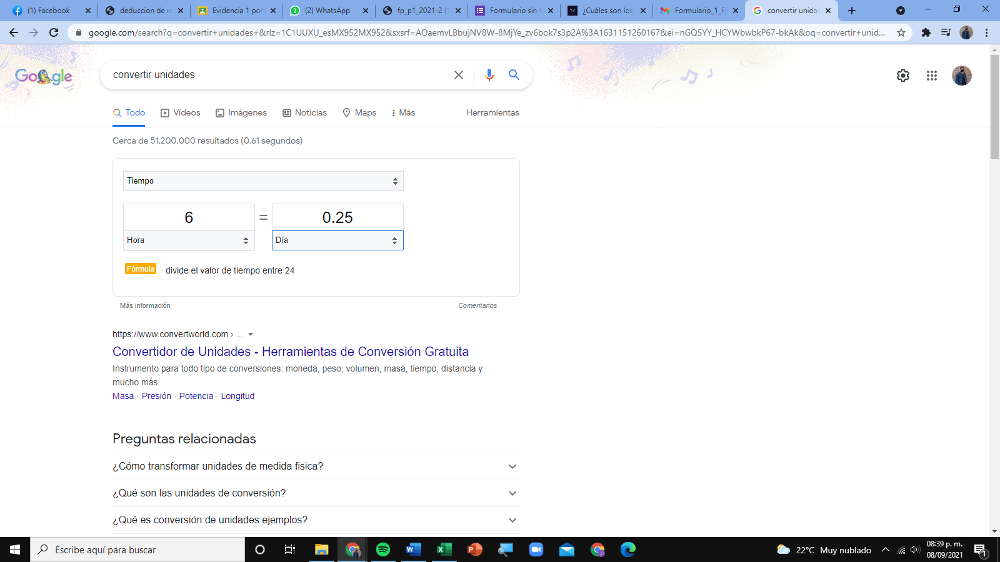 (1) Facebook
deduccion de ro
Evidencia 1 port
(2) WhatsApp
fp_p1_2021-2 (1
Formulario sin t
¿Cuáles son los
Formulario_1_FF
convertir unidad
google.com/search?q=convertir+unidades+&rlz=1C1UUXU_esMX952MX952&sxsrf=AOaemvLBbujNV8W-8MjYe_zv6bok7s3p2A%3A1631151260167&ei=nGQ5YY_HCYWbwbkP67-bkAk&oq=convertir+unid...
Google
convertir unidades
Todo
Videos
Imágenes
Noticias
Maps
Más
Herramientas
Cerca de 51,200,000 resultados (0.61 segundos)
Tiempo
6 = 0.25
Hora
Día
Fórmula divide el valor de tiempo entre 24
Más información
Comentarios
https://www.convertworld.com › ...
Convertidor de Unidades - Herramientas de Conversión Gratuita
Instrumento para todo tipo de conversiones: moneda, peso, volumen, masa, tiempo, distancia y
mucho más.
Masa · Presión · Potencia · Longitud
Preguntas relacionadas
¿Cómo transformar unidades de medida fisica?
¿Qué son las unidades de conversión?
¿Qué es conversión de unidades ejemplos?
Escribe aquí para buscar
22°C Muy nublado
08:39 p. m.
08/09/2021
1